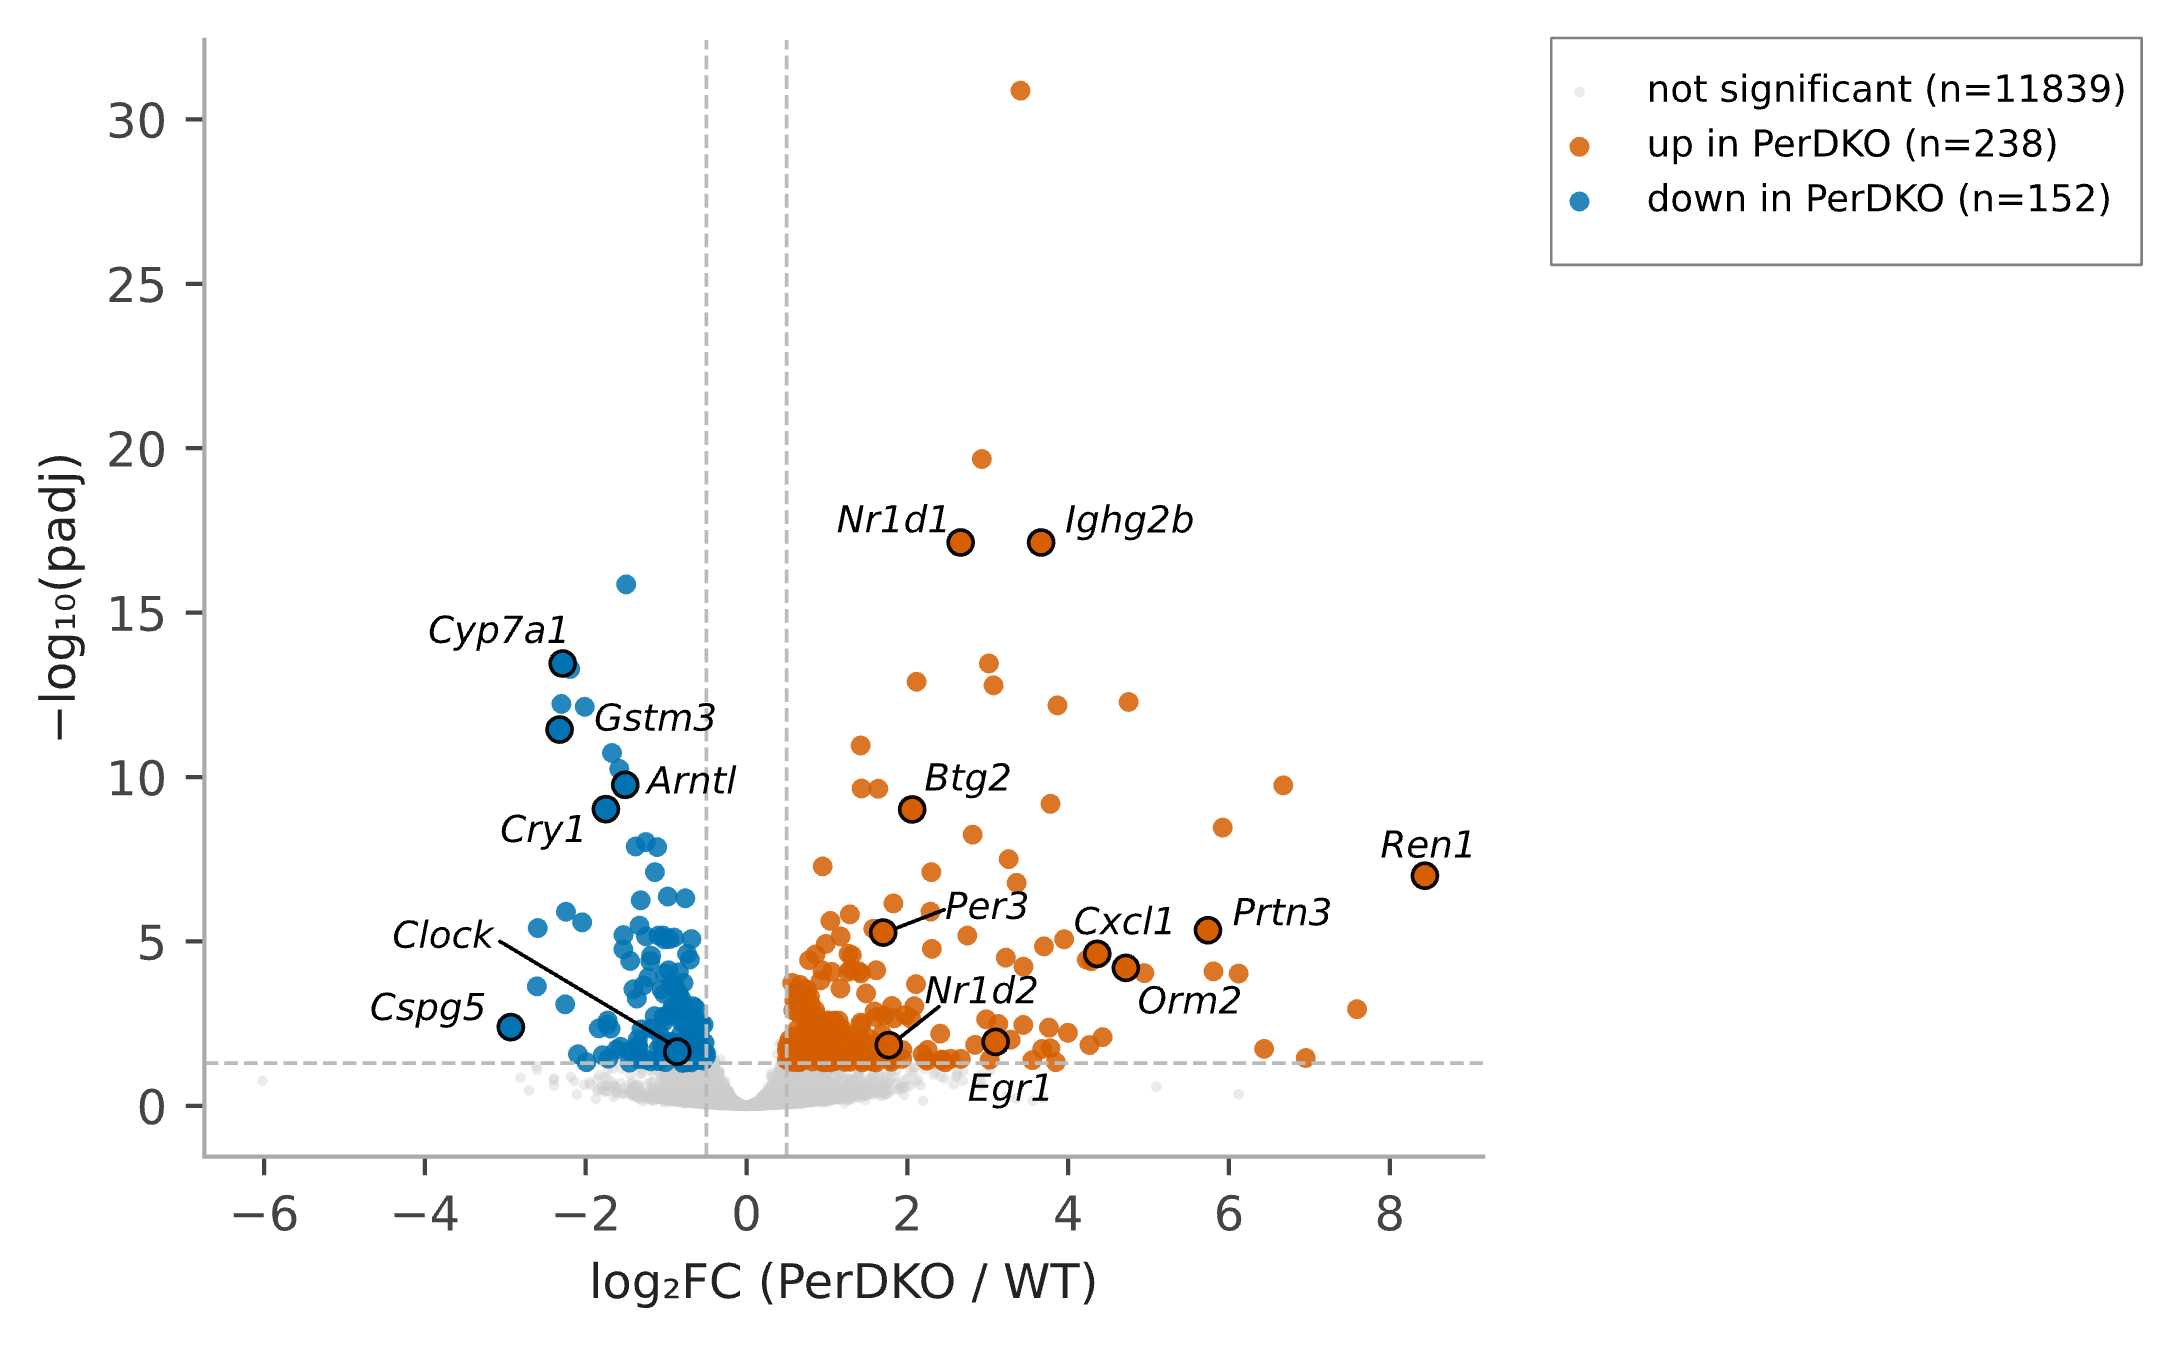 not significant (n=11839)
up in PerDKO (n=238)
down in PerDKO (n=152)
30
25
20
15
10
5
0
−log₁₀(padj)
Nr1d1
Ighg2b
Cyp7a1
Gstm3
Arntl
Btg2
Cry1
Ren1
Per3
Cxcl1
Prtn3
Clock
Nr1d2
Orm2
Cspg5
Egr1
−6
−4
−2
0
2
4
6
8
log₂FC (PerDKO / WT)